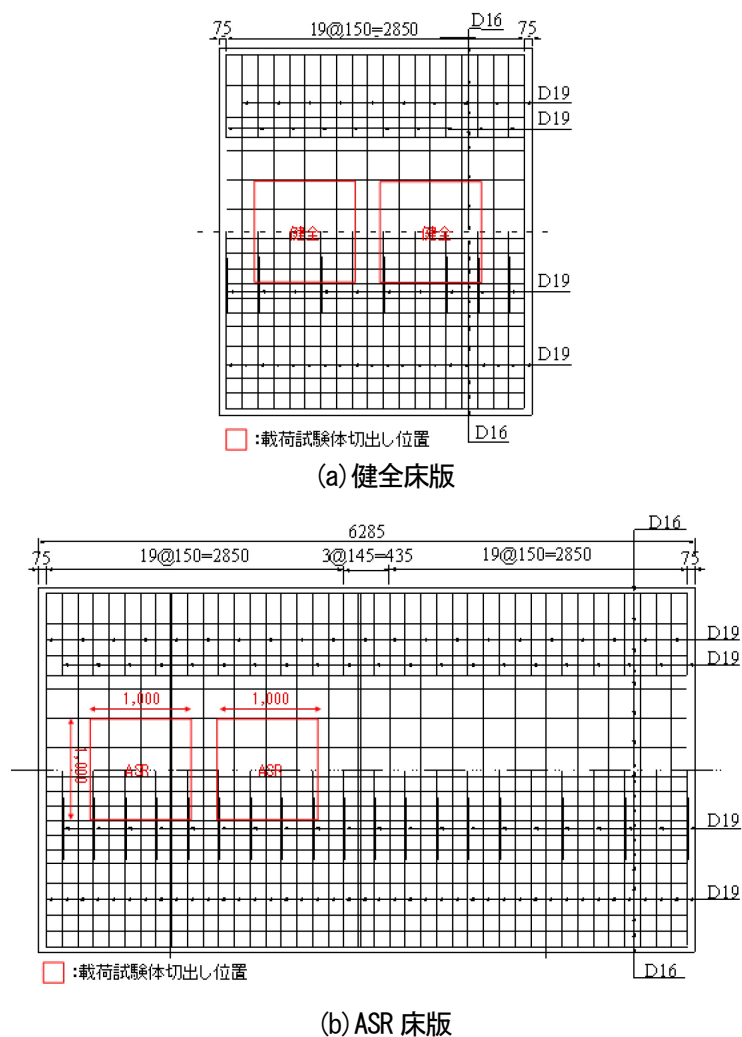 D16
75 19@150=2850 75
D19
D19
健全 健全
D19
D19
:載荷試験体切出し位置
D16
(a)健全床版
D16
6285
75 19@150=2850 3@145=435 19@150=2850 75
D19
D19
1,000 1,000
1,000
ASR ASR
D19
D19
:載荷試験体切出し位置
D16
(b)ASR 床版